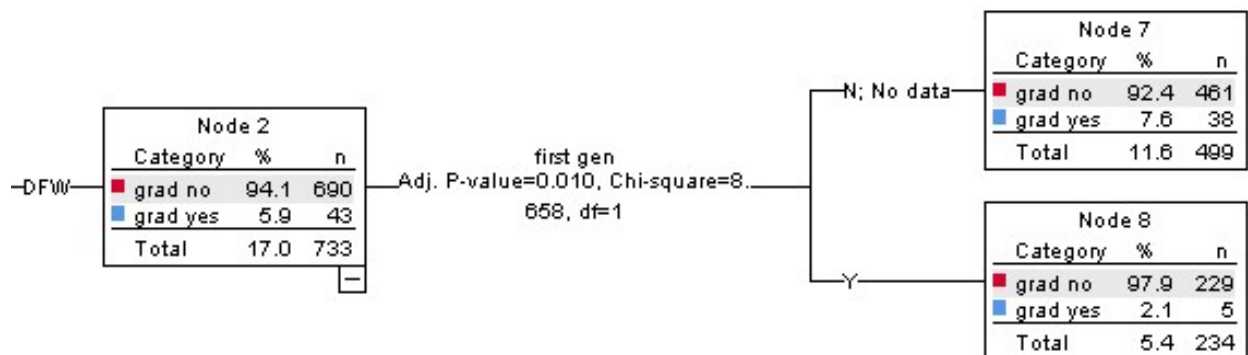 DFW
Node 2
Category % n
grad no 94.1 690
grad yes 5.9 43
Total 17.0 733
first gen
Adj. P-value=0.010, Chi-square=8.
658, df=1
N; No data
Node 7
Category % n
grad no 92.4 461
grad yes 7.6 38
Total 11.6 499
Y
Node 8
Category % n
grad no 97.9 229
grad yes 2.1 5
Total 5.4 234